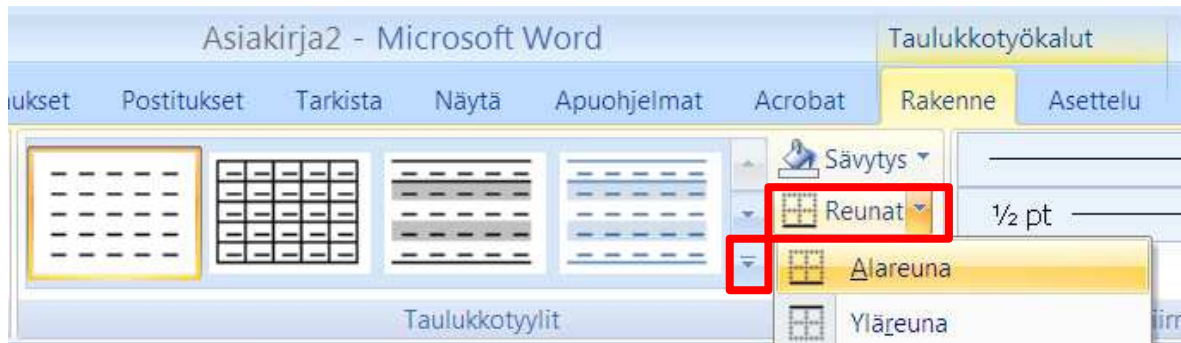 Asiakirja2 - Microsoft Word Taulukkotyökalut
Postitukset Tarkista Näytä Apuohjelmat Acrobat Rakenne Asettelu
Sävytys
Reunat ½ pt
Alareuna
Taulukkotyylit
Yläreuna